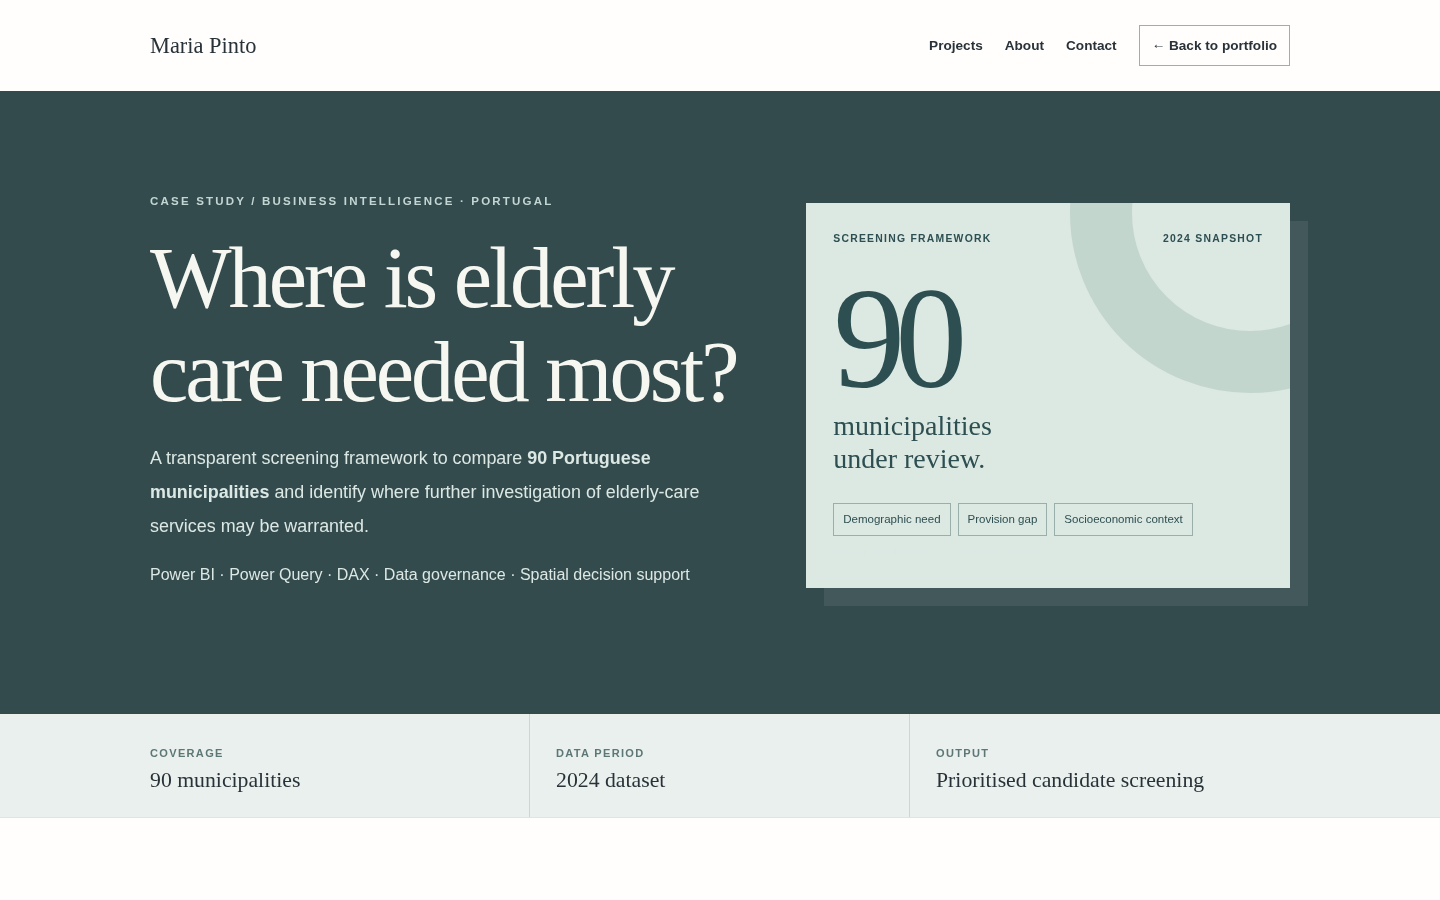 Maria Pinto
Projects
About
Contact
← Back to portfolio
CASE STUDY / BUSINESS INTELLIGENCE · PORTUGAL
Where is elderly
care needed most?
A transparent screening framework to compare 90 Portuguese
municipalities and identify where further investigation of elderly-care
services may be warranted.
Power BI · Power Query · DAX · Data governance · Spatial decision support
SCREENING FRAMEWORK
2024 SNAPSHOT
90
municipalities
under review.
Demographic need
Provision gap
Socioeconomic context
COVERAGE
90 municipalities
DATA PERIOD
2024 dataset
OUTPUT
Prioritised candidate screening